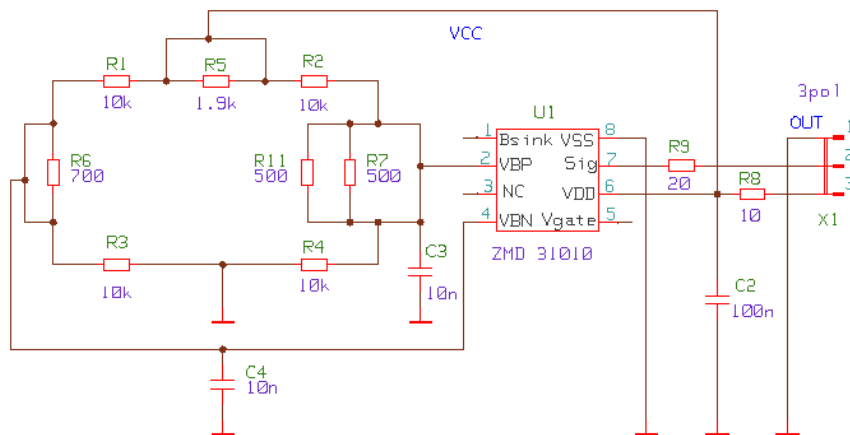 VCC
R1
10k
R5
1.9k
R2
10k
R6
700
R11
500
R7
500
R3
10k
R4
10k
C3
10n
C4
10n
U1
1 Bsink VSS 8
2 VBP Sig 7
3 NC VDD 6
4 VBN Vgate 5
ZMD 31010
R9
20
R8
10
C2
100n
3pol
OUT
1
2
3
X1